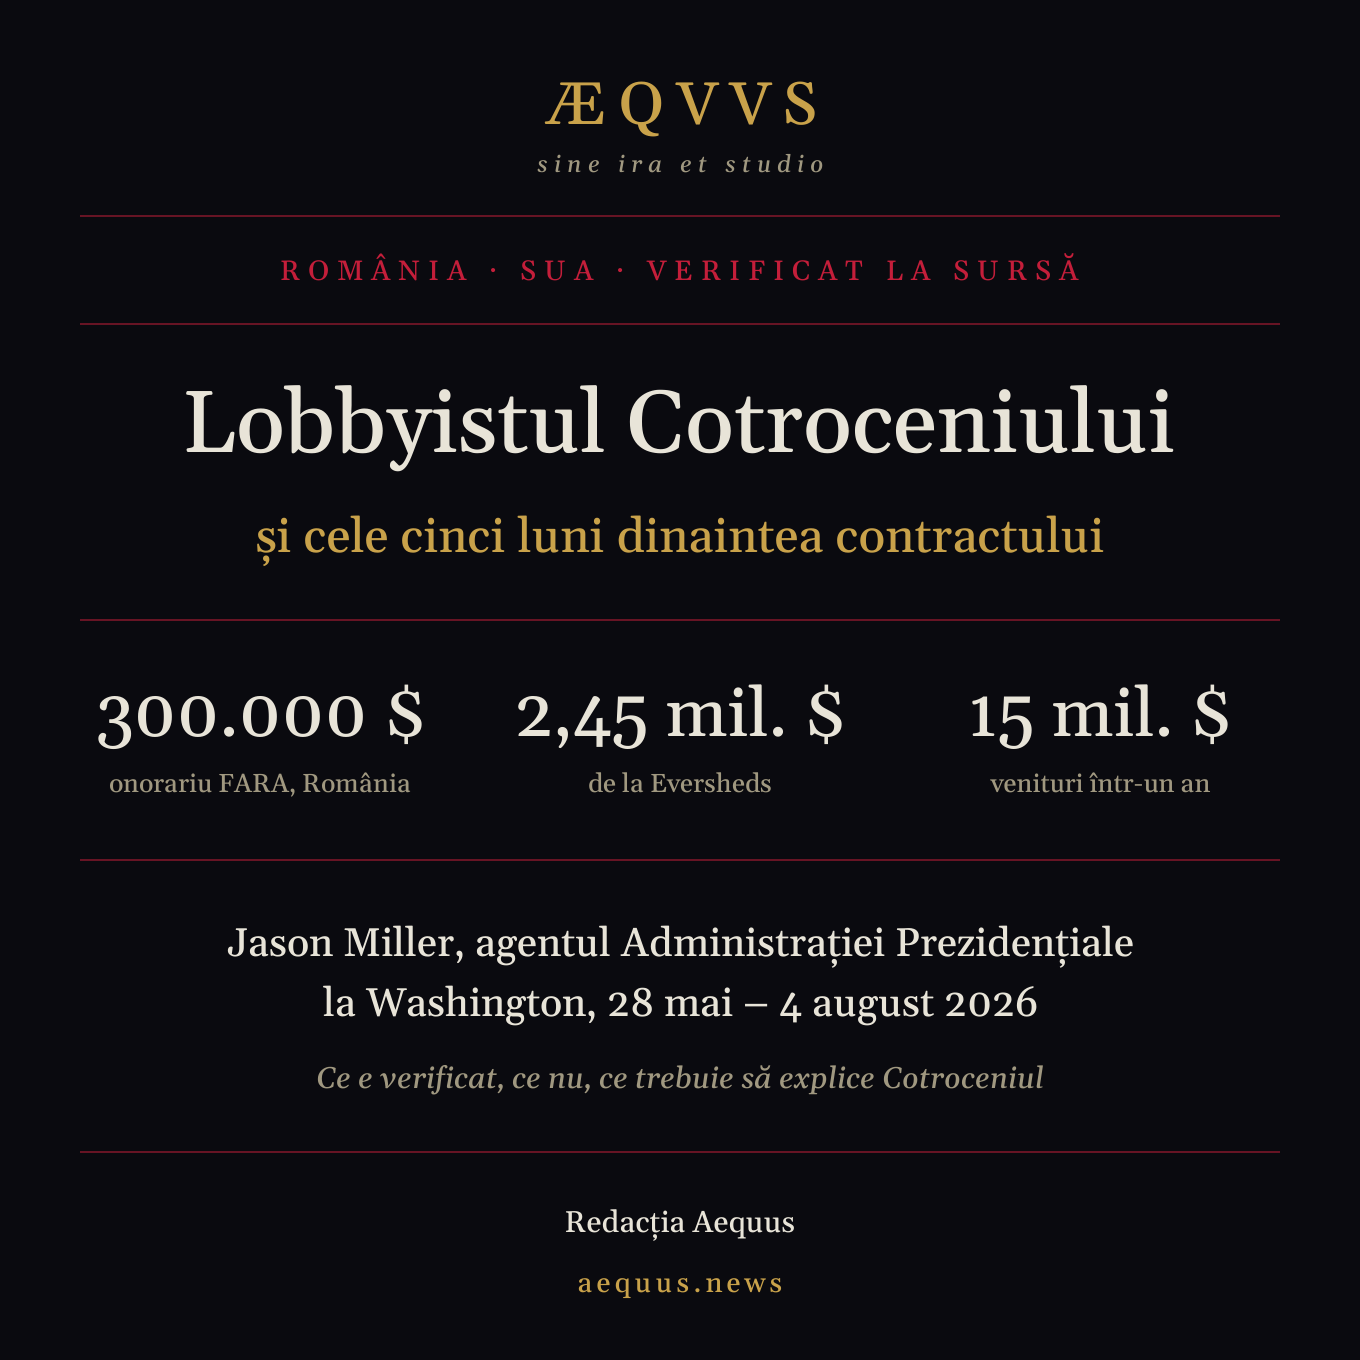 ÆQVVS
sine ira et studio
ROMÂNIA · SUA · VERIFICAT LA SURSĂ
Lobbyistul Cotroceniului
și cele cinci luni dinaintea contractului
300.000 $ 2,45 mil. $ 15 mil. $
onorariu FARA, România de la Eversheds venituri într-un an
Jason Miller, agentul Administrației Prezidențiale
la Washington, 28 mai – 4 august 2026
Ce e verificat, ce nu, ce trebuie să explice Cotroceniul
Redacția Aequus
aequus.news